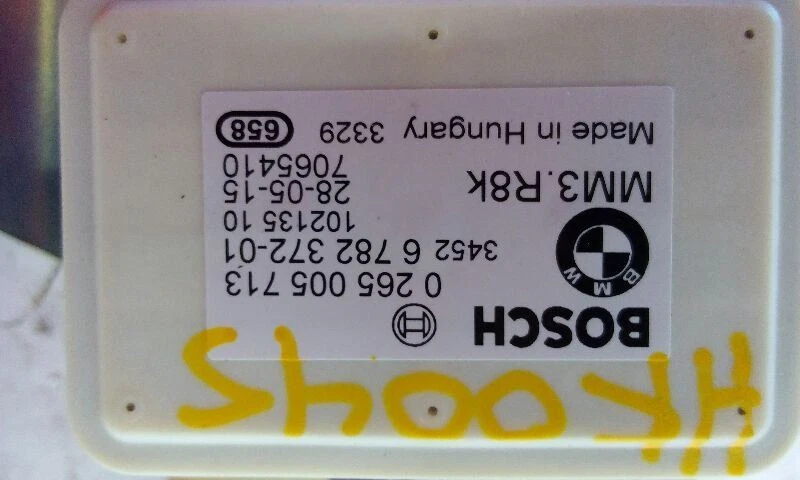 HK0045
BOSCH
0 265 005 713
BMW 3452 6 782 372-01
102135 10
MM3.R8k 28-05-15
7065410
Made in Hungary 3329 658